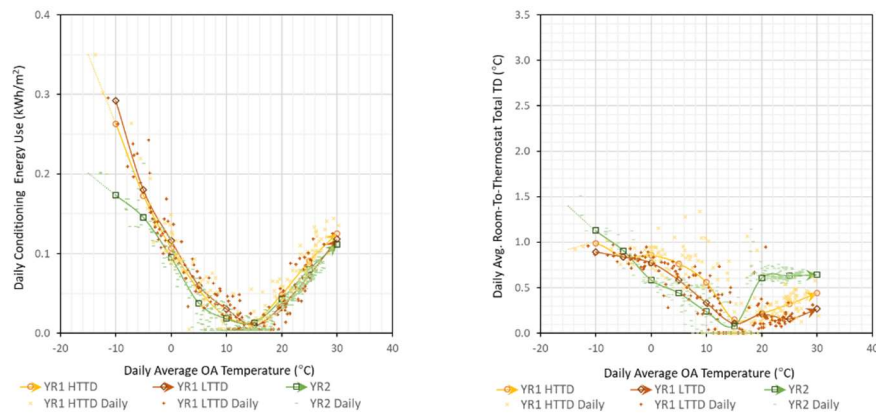 0.4
0.3
0.2
0.1
0.0
Daily Conditioning Energy Use (kWh/m²)
-20 -10 0 10 20 30 40
Daily Average OA Temperature (°C)
YR1 HTTD YR1 LTTD YR2
YR1 HTTD Daily YR1 LTTD Daily YR2 Daily
3.5
3.0
2.5
2.0
1.5
1.0
0.5
0.0
Daily Avg. Room-To-Thermostat Total TD (°C)
-20 -10 0 10 20 30 40
Daily Average OA Temperature (°C)
YR1 HTTD YR1 LTTD YR2
YR1 HTTD Daily YR1 LTTD Daily YR2 Daily